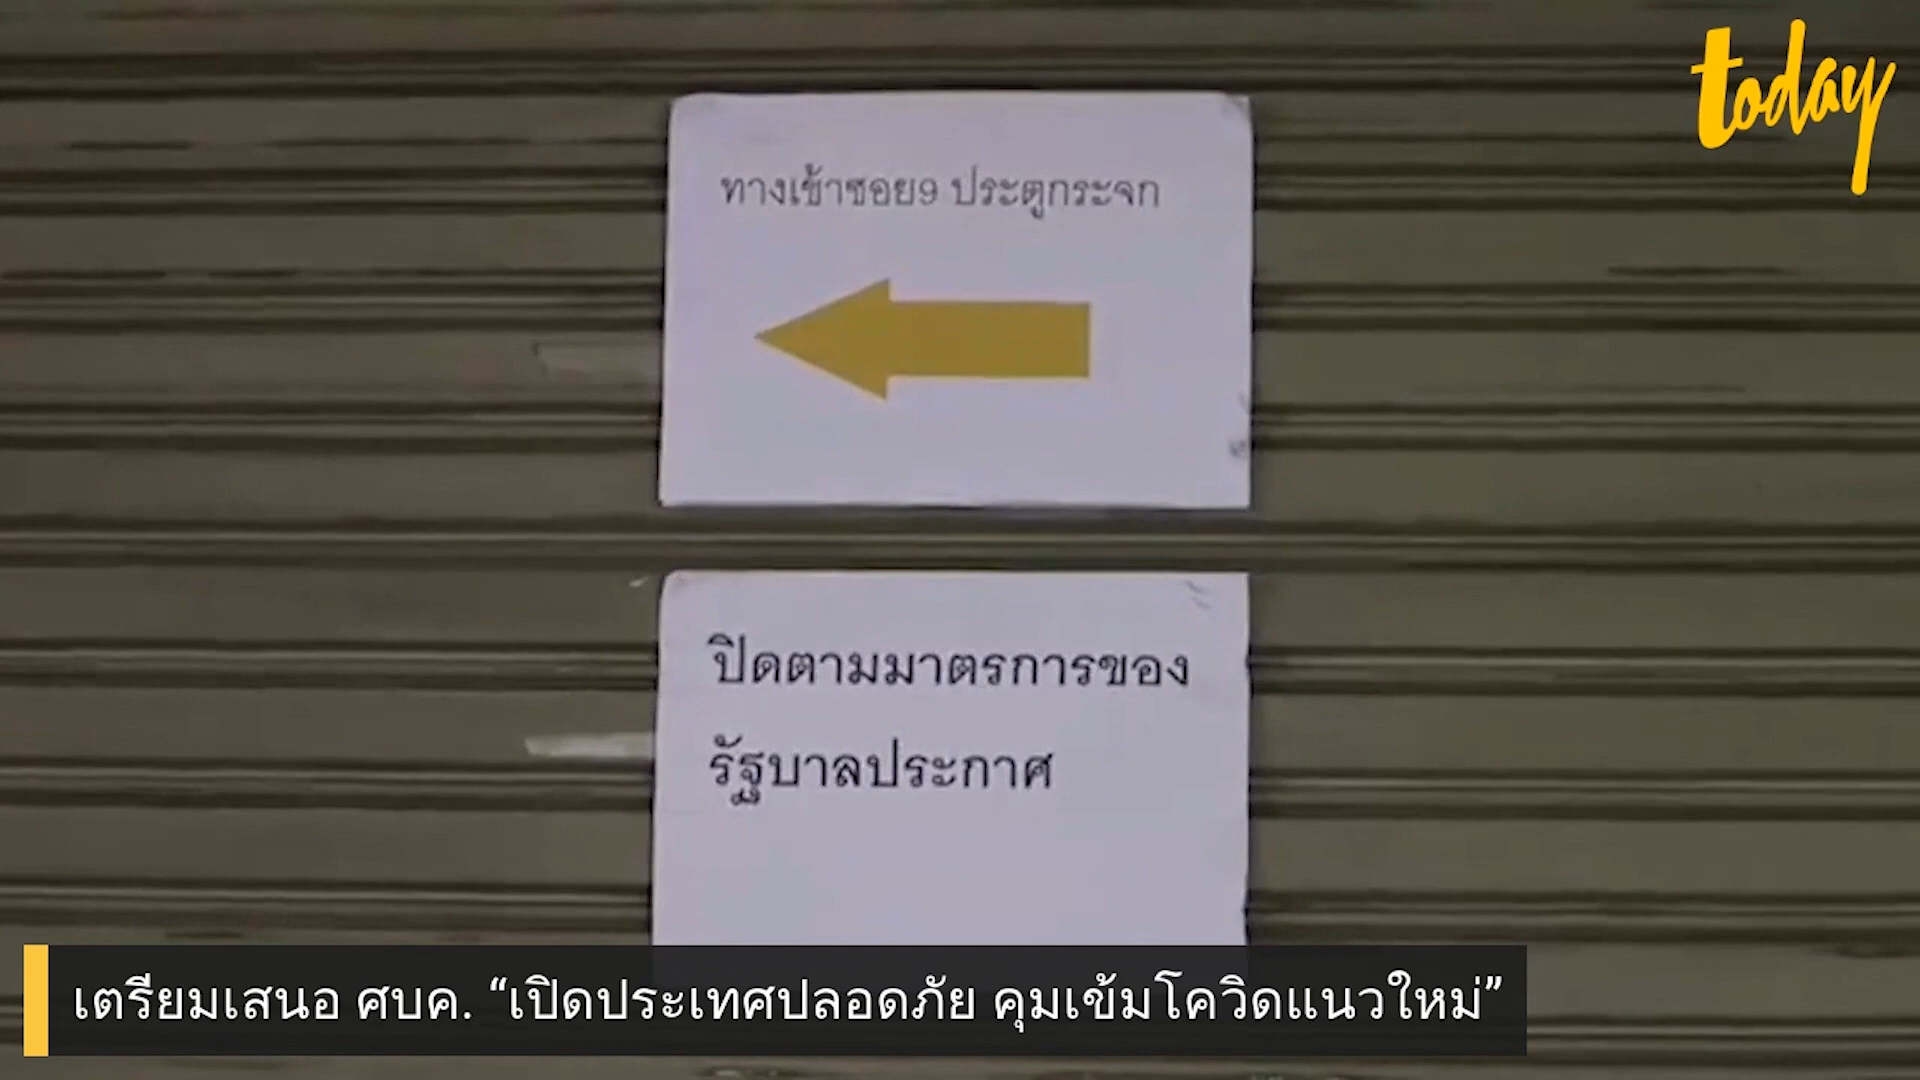 today
ทางเข้าซอย9 ประตูกระจก
ปิดตามมาตรการของ
รัฐบาลประกาศ
เตรียมเสนอ ศบค. “เปิดประเทศปลอดภัย คุมเข้มโควิดแนวใหม่”